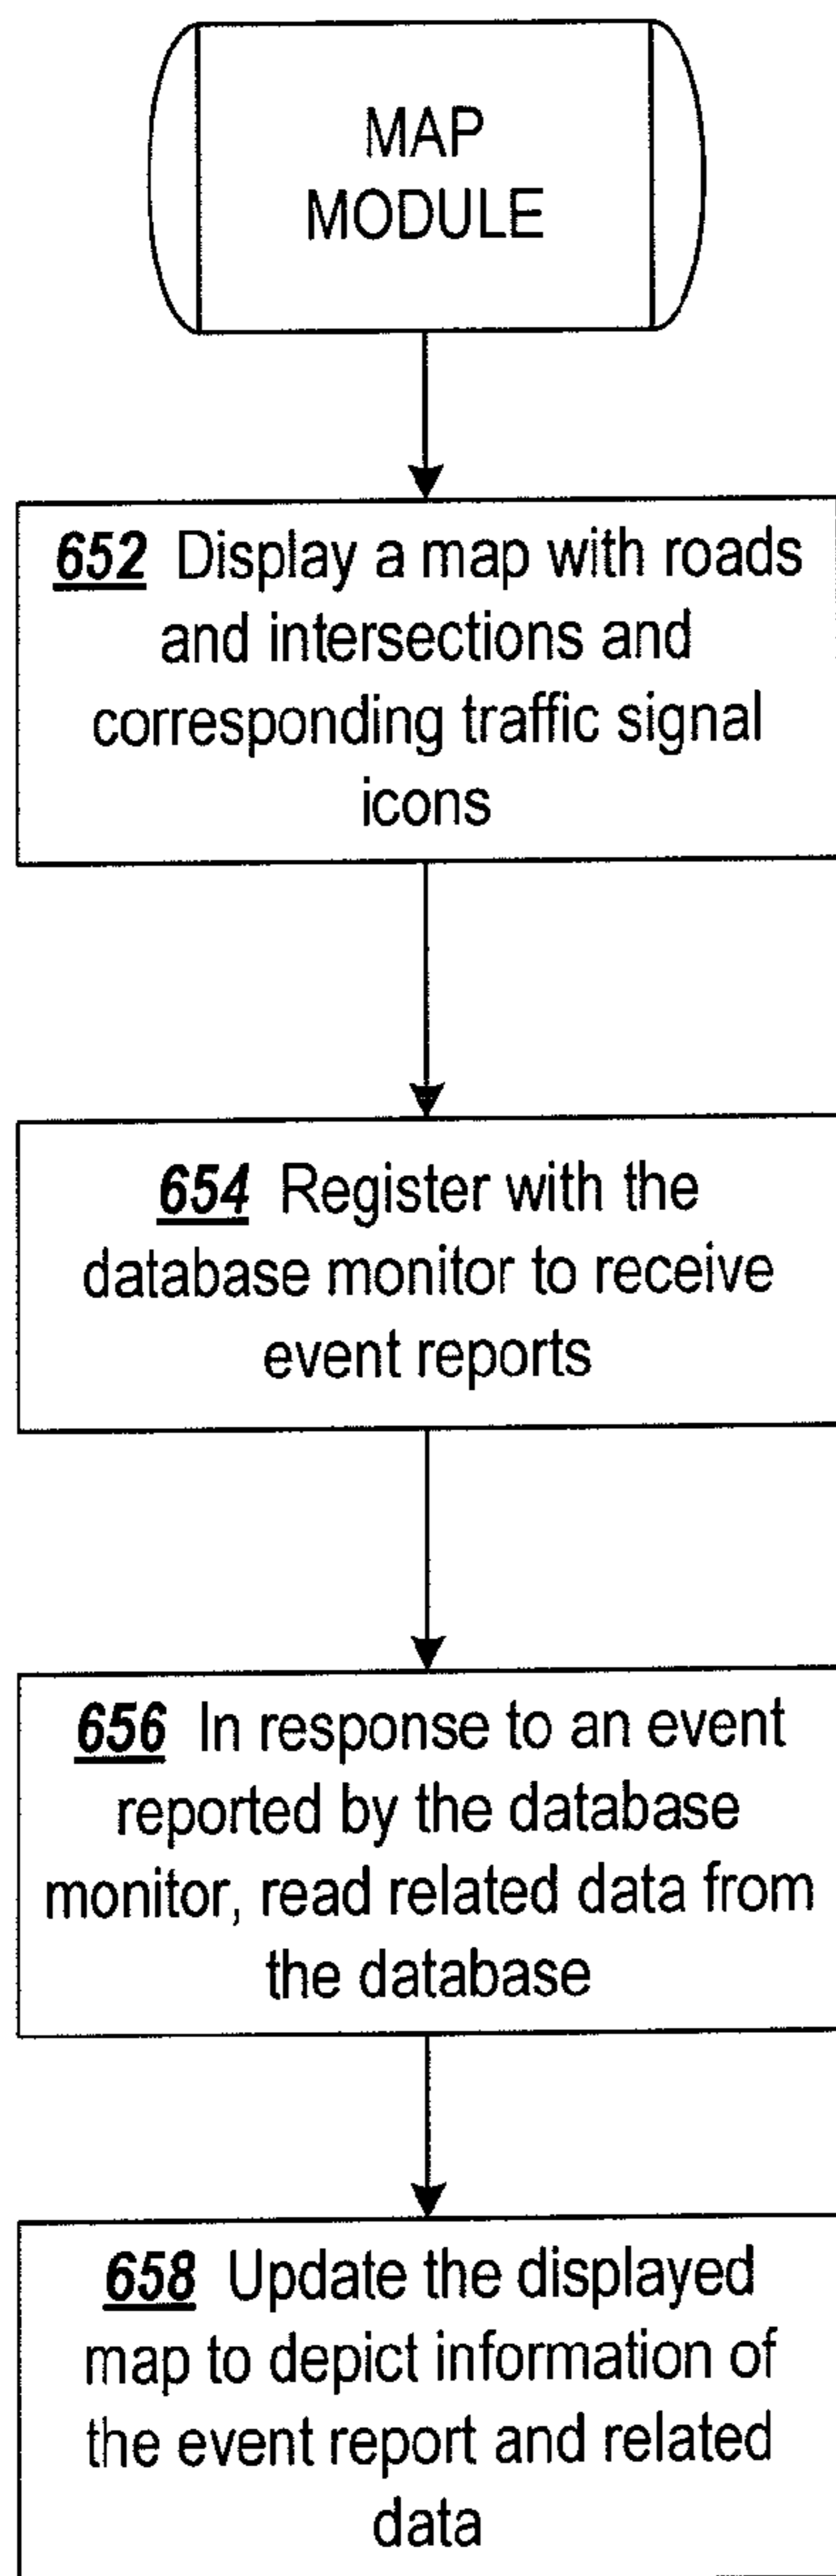 MAP
MODULE
652 Display a map with roads
and intersections and
corresponding traffic signal
icons
654 Register with the
database monitor to receive
event reports
656 In response to an event
reported by the database
monitor, read related data from
the database
658 Update the displayed
map to depict information of
the event report and related
data